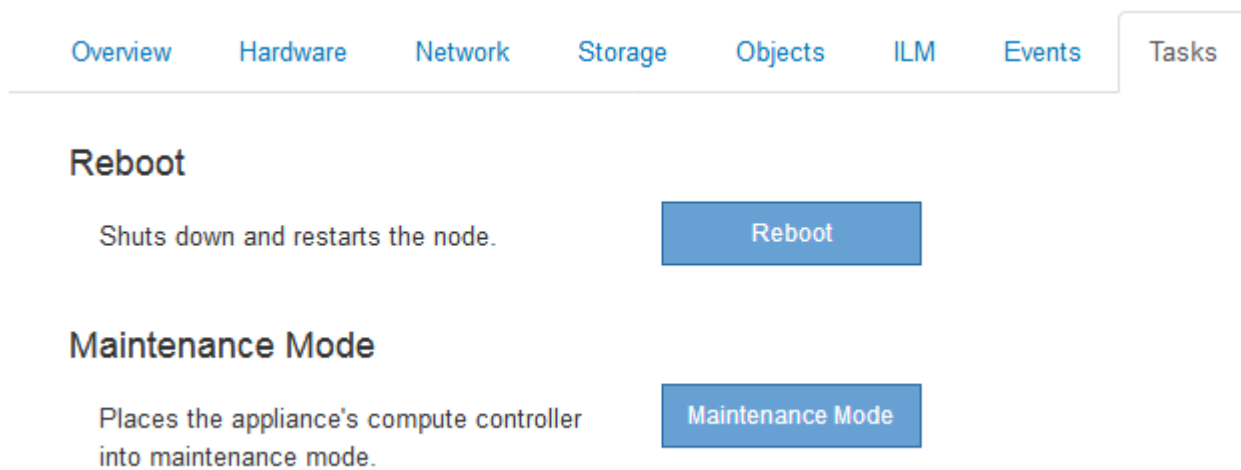 Overview Hardware Network Storage Objects ILM Events Tasks
Reboot
Shuts down and restarts the node. Reboot
Maintenance Mode
Places the appliance's compute controller Maintenance Mode
into maintenance mode.